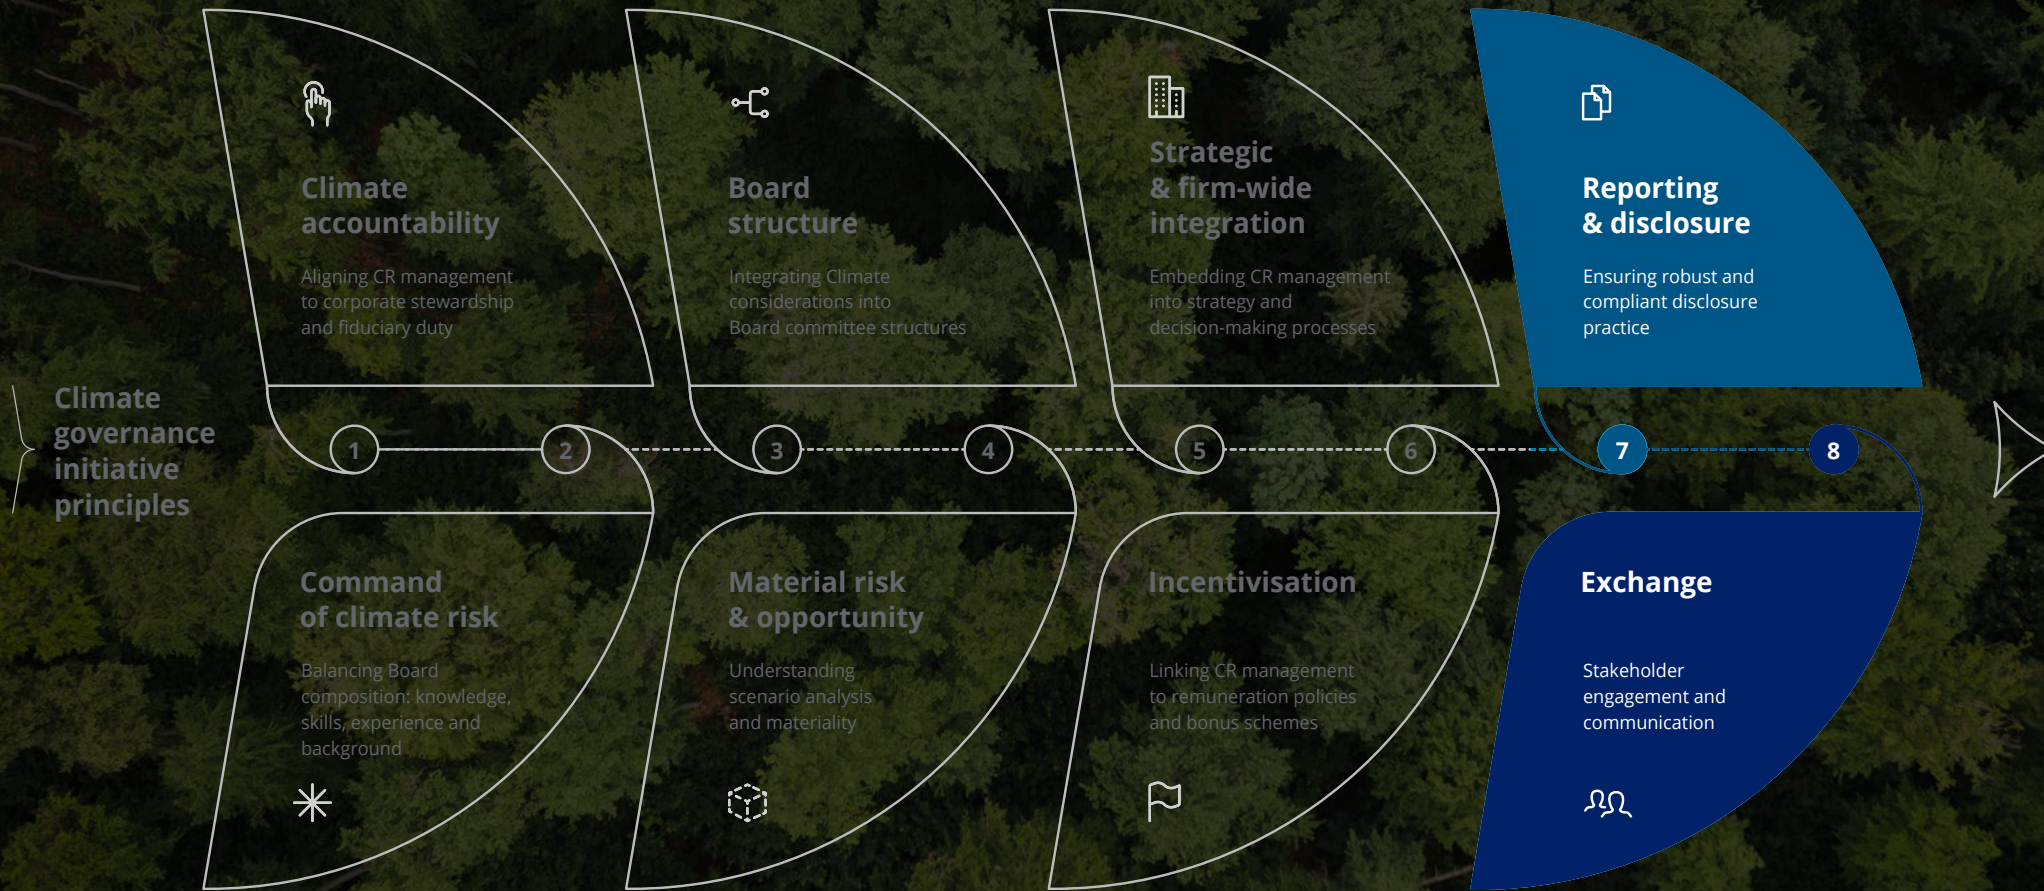 Climate
governance
initiative
principles
1
Climate
accountability
Aligning CR management
to corporate stewardship
and fiduciary duty
2
Command
of climate risk
Balancing Board
composition: knowledge,
skills, experience and
background
3
Board
structure
Integrating Climate
considerations into
Board committee structures
4
Material risk
& opportunity
Understanding
scenario analysis
and materiality
5
Strategic
& firm-wide
integration
Embedding CR management
into strategy and
decision-making processes
6
Incentivisation
Linking CR management
to remuneration policies
and bonus schemes
7
Reporting
& disclosure
Ensuring robust and
compliant disclosure
practice
8
Exchange
Stakeholder
engagement and
communication